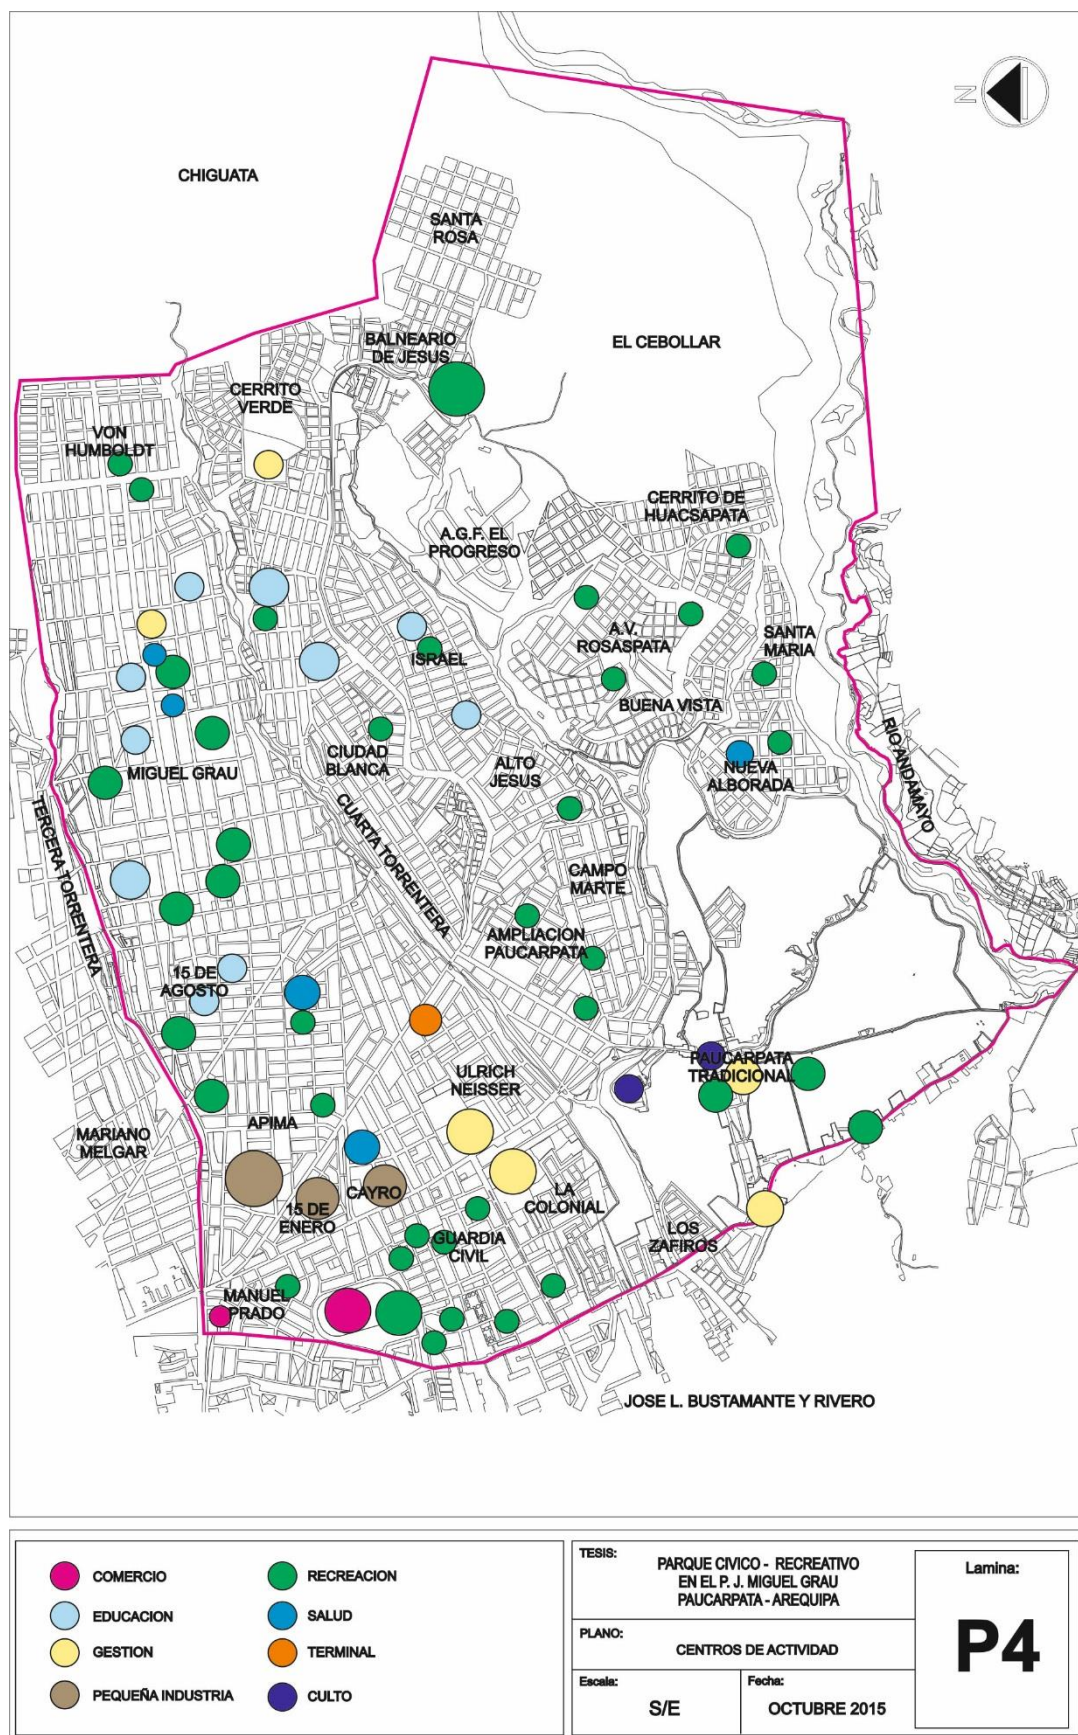 N
CHIGUATA
SANTA
ROSA
BALNEARIO
DE JESUS
EL CEBOLLAR
CERRITO
VERDE
VON
HUMBOLDT
CERRITO DE
HUACSAPATA
A.G.F. EL
PROGRESO
A.V.
ROSASPATA
SANTA
MARIA
ISRAEL
BUENA VISTA
RIO ANDAMAYO
CIUDAD
BLANCA
ALTO
JESUS
NUEVA
ALBORADA
MIGUEL GRAU
TERCERA TORRENTERA
CUARTA TORRENTERA
CAMPO
MARTE
AMPLIACION
PAUCARPATA
15 DE
AGOSTO
PAUCARPATA
TRADICIONAL
ULRICH
NEISSER
MARIANO
MELGAR
APIMA
CAYRO
15 DE
ENERO
LA
COLONIAL
GUARDIA
CIVIL
LOS
ZAFIROS
MANUEL
PRADO
JOSE L. BUSTAMANTE Y RIVERO
COMERCIO
EDUCACION
GESTION
PEQUEÑA INDUSTRIA
RECREACION
SALUD
TERMINAL
CULTO
TESIS:
PARQUE CIVICO - RECREATIVO
EN EL P. J. MIGUEL GRAU
PAUCARPATA - AREQUIPA
PLANO:
CENTROS DE ACTIVIDAD
Escala:
S/E
Fecha:
OCTUBRE 2015
Lamina:
P4